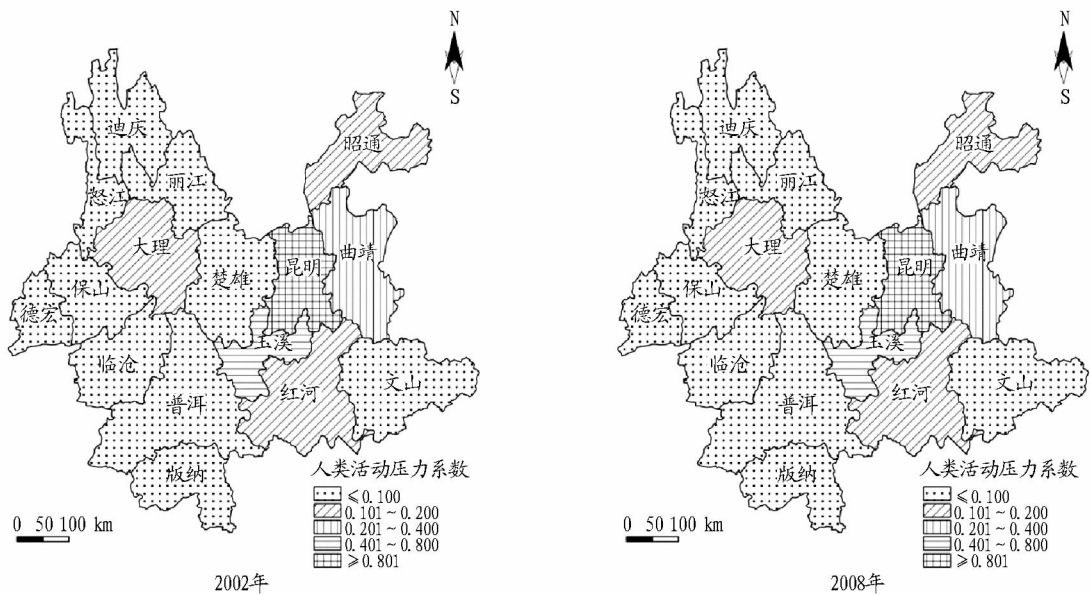 N
S
迪庆
丽江
怒江
大理
昭通
曲靖
昆明
楚雄
保山
德宏
玉溪
临沧
普洱
红河
文山
版纳
人类活动压力系数
≤0.100
0.101~0.200
0.201~0.400
0.401~0.800
≥0.801
0 50 100 km
2002年
N
S
迪庆
丽江
怒江
大理
昭通
曲靖
昆明
楚雄
保山
德宏
玉溪
临沧
普洱
红河
文山
版纳
人类活动压力系数
≤0.100
0.101~0.200
0.201~0.400
0.401~0.800
≥0.801
0 50 100 km
2008年